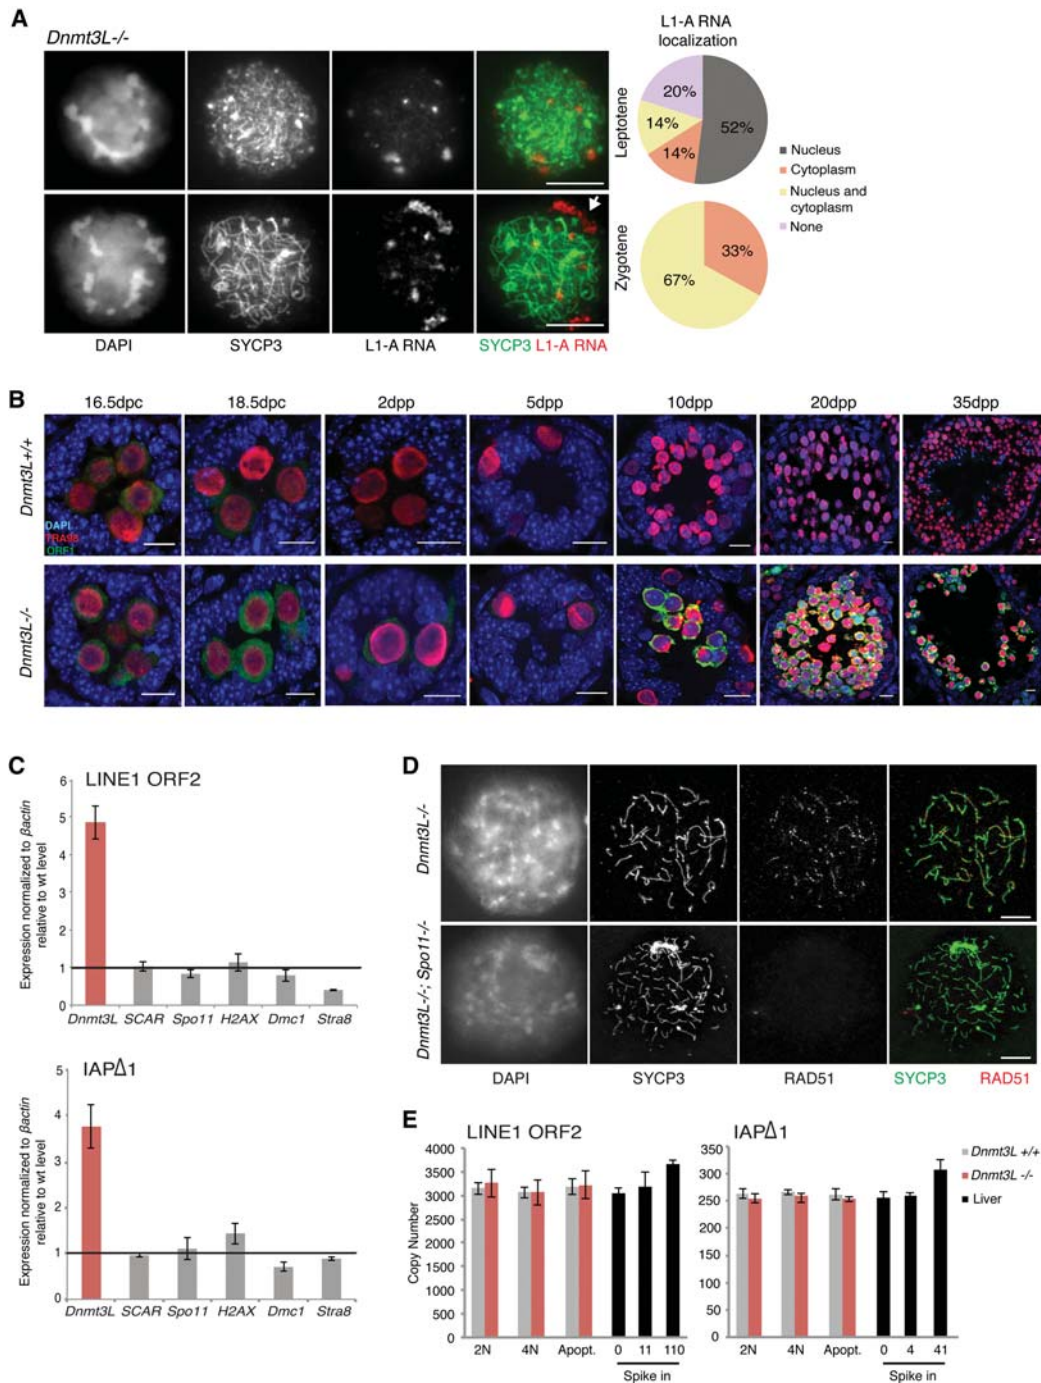 A
Dnmt3L-/-
L1-A RNA
localization
Leptotene
20%
14%
14%
52%
Nucleus
Cytoplasm
Nucleus and
cytoplasm
None
Zygotene
33%
67%
DAPI
SYCP3
L1-A RNA
SYCP3 L1-A RNA
B
16.5dpc
18.5dpc
2dpp
5dpp
10dpp
20dpp
35dpp
Dnmt3L+/+
DAPI
TRA98
ORF1
Dnmt3L-/-
C
LINE1 ORF2
Expression normalized to βactin
relative to wt level
6
5
4
3
2
1
0
Dnmt3L SCAR Spo11 H2AX Dmc1 Stra8
IAPΔ1
Expression normalized to βactin
relative to wt level
5
4
3
2
1
0
Dnmt3L SCAR Spo11 H2AX Dmc1 Stra8
D
Dnmt3L-/-
Dnmt3L-/-; Spo11-/-
DAPI
SYCP3
RAD51
SYCP3 RAD51
E
LINE1 ORF2
Copy Number
4000
3500
3000
2500
2000
1500
1000
500
0
2N 4N Apopt. 0 11 110
Spike in
IAPΔ1
350
300
250
200
150
100
50
0
2N 4N Apopt. 0 4 41
Spike in
Dnmt3L +/+
Dnmt3L -/-
Liver